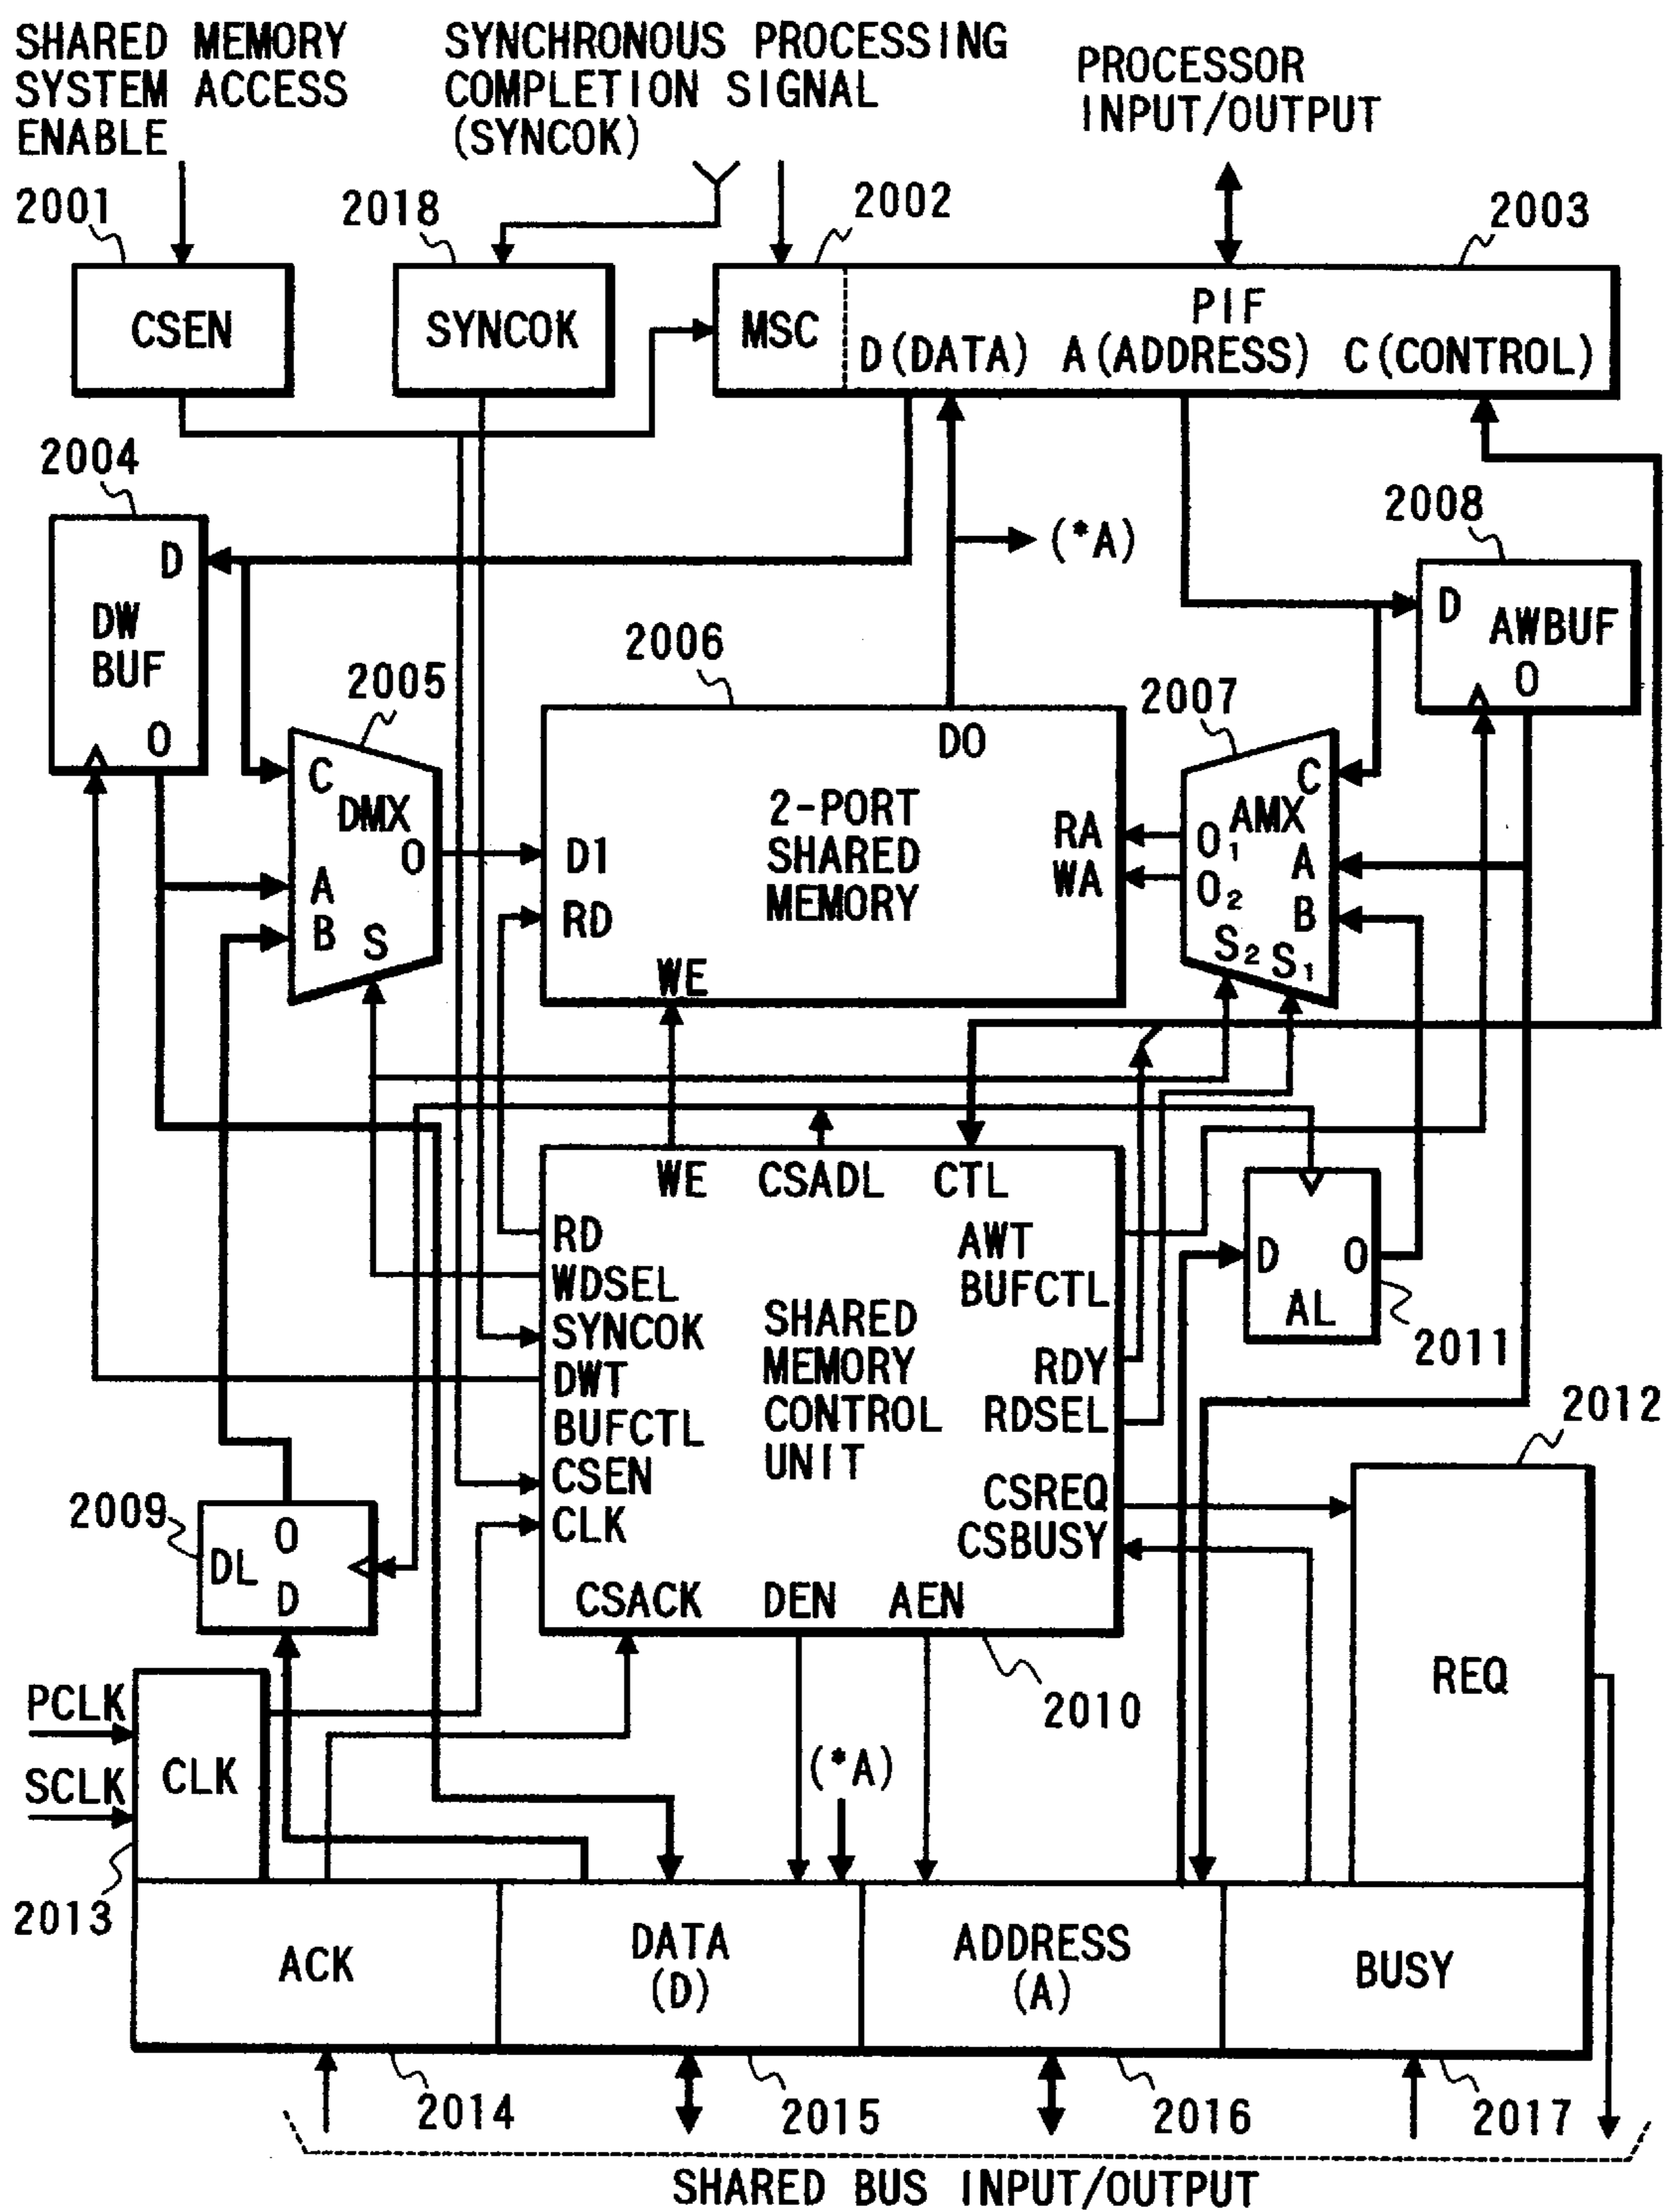 SHARED MEMORY
SYSTEM ACCESS
ENABLE
SYNCHRONOUS PROCESSING
COMPLETION SIGNAL
(SYNCOK)
PROCESSOR
INPUT/OUTPUT
2001
2018
2002
2003
CSEN
SYNCOK
MSC
PIF
D(DATA) A(ADDRESS) C(CONTROL)
2004
2008
D
DW
BUF
O
(*A)
D
AWBUF
O
2005
2006
2007
C
DMX
O
A
B
S
DO
2-PORT
SHARED
MEMORY
D1
RD
WE
RA
WA
C
AMX
O1
A
O2
B
S2
S1
WE
CSADL
CTL
RD
WDSEL
SYNCOK
DWT
BUFCTL
CSEN
CLK
SHARED
MEMORY
CONTROL
UNIT
AWT
BUFCTL
RDY
RDSEL
CSREQ
CSBUSY
CSACK
DEN
AEN
D
O
AL
2011
2012
2009
O
DL
D
2010
REQ
PCLK
SCLK
CLK
(*A)
2013
ACK
DATA
(D)
ADDRESS
(A)
BUSY
2014
2015
2016
2017
SHARED BUS INPUT/OUTPUT